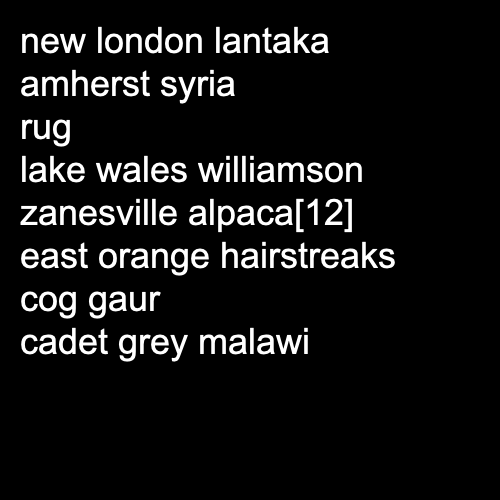 new london lantaka
amherst syria
rug
lake wales williamson
zanesville alpaca[12]
east orange hairstreaks
cog gaur
cadet grey malawi